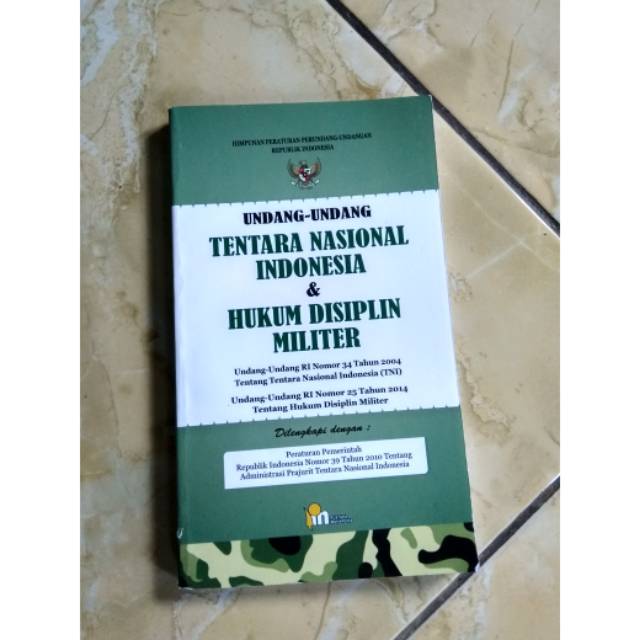 HIMPUNAN PERATURAN PERUNDANG-UNDANGAN
REPUBLIK INDONESIA
UNDANG-UNDANG
TENTARA NASIONAL
INDONESIA
&
HUKUM DISIPLIN
MILITER
Undang-Undang RI Nomor 34 Tahun 2004
Tentang Tentara Nasional Indonesia (TNI)
Undang-Undang RI Nomor 25 Tahun 2014
Tentang Hukum Disiplin Militer
Dilengkapi dengan :
Peraturan Pemerintah
Republik Indonesia Nomor 39 Tahun 2010 Tentang
Administrasi Prajurit Tentara Nasional Indonesia